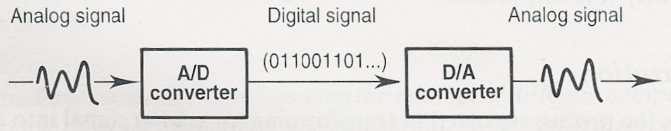 Analog signal
Digital signal
Analog signal
A/D
converter
(011001101...)
D/A
converter